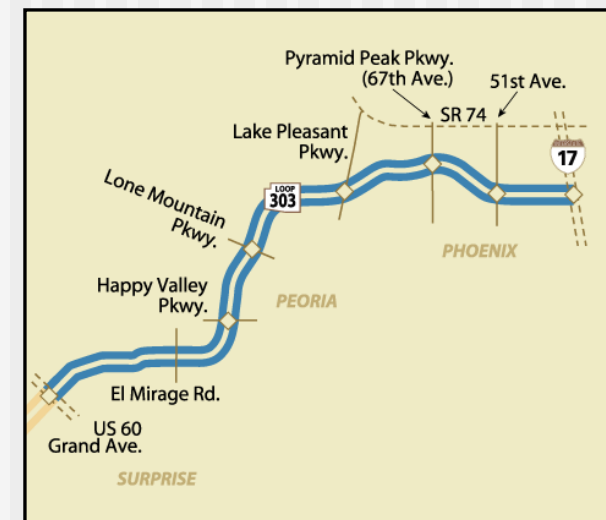 Pyramid Peak Pkwy.
(67th Ave.)
51st Ave.
SR 74
Lake Pleasant
Pkwy.
17
LOOP
303
Lone Mountain
Pkwy.
PHOENIX
Happy Valley
Pkwy.
PEORIA
El Mirage Rd.
US 60
Grand Ave.
SURPRISE